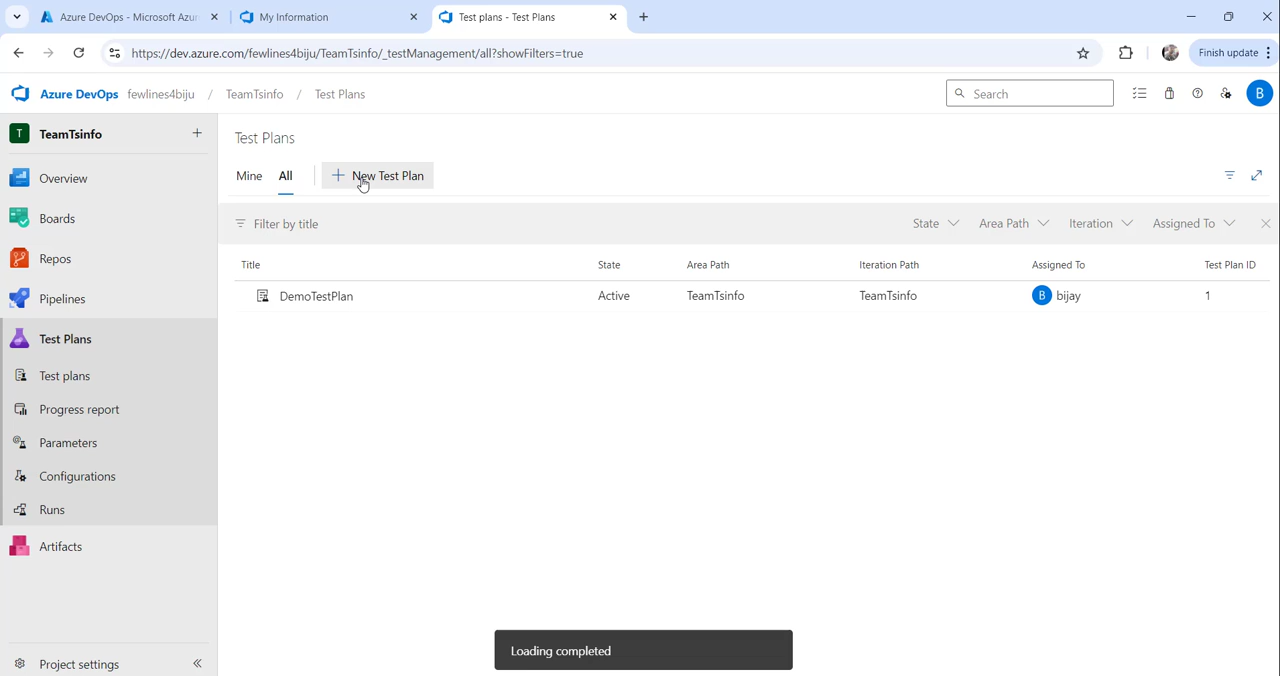 Azure DevOps - Microsoft Azur
My Information
Test plans - Test Plans
https://dev.azure.com/fewlines4biju/TeamTsinfo/_testManagement/all?showFilters=true
Finish update
Azure DevOps fewlines4biju / TeamTsinfo / Test Plans
Search
B
T TeamTsinfo
Overview
Boards
Repos
Pipelines
Test Plans
Test plans
Progress report
Parameters
Configurations
Runs
Artifacts
Project settings
Test Plans
Mine All New Test Plan
Filter by title State Area Path Iteration Assigned To
Title State Area Path Iteration Path Assigned To Test Plan ID
DemoTestPlan Active TeamTsinfo TeamTsinfo B bijay 1
Loading completed